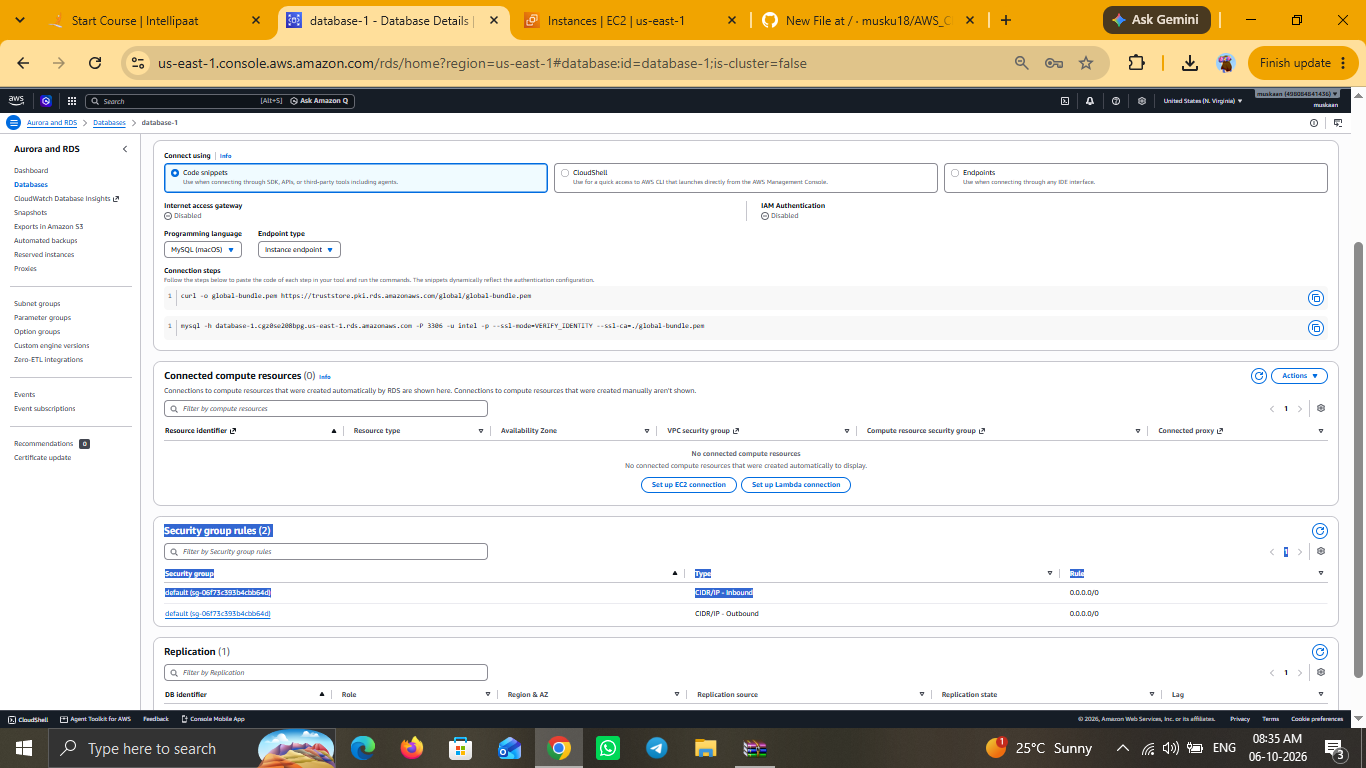 Start Course | Intellipaat
database-1 - Database Details |
Instances | EC2 | us-east-1
New File at / · musku18/AWS_C
Ask Gemini
us-east-1.console.aws.amazon.com/rds/home?region=us-east-1#database:id=database-1;is-cluster=false
Finish update
aws
Search
[Alt+S]
Ask Amazon Q
United States (N. Virginia)
muskaan (498084841436)
muskaan
Aurora and RDS > Databases > database-1
Aurora and RDS
Dashboard
Databases
CloudWatch Database Insights
Snapshots
Exports in Amazon S3
Automated backups
Reserved instances
Proxies
Subnet groups
Parameter groups
Option groups
Custom engine versions
Zero-ETL integrations
Events
Event subscriptions
Recommendations 0
Certificate update
Connect using | Info
Code snippets
Use when connecting through SDK, APIs, or third-party tools including agents.
CloudShell
Use for a quick access to AWS CLI that launches directly from the AWS Management Console.
Endpoints
Use when connecting through any IDE interface.
Internet access gateway
Disabled
IAM Authentication
Disabled
Programming language
MySQL (macOS)
Endpoint type
Instance endpoint
Connection steps
Follow the steps below to paste the code of each step in your tool and run the commands. The snippets dynamically reflect the authentication configuration.
1 curl -o global-bundle.pem https://truststore.pki.rds.amazonaws.com/global/global-bundle.pem
1 mysql -h database-1.cgz0se208bpg.us-east-1.rds.amazonaws.com -P 3306 -u intel -p --ssl-mode=VERIFY_IDENTITY --ssl-ca=./global-bundle.pem
Connected compute resources (0) Info
Actions
Connections to compute resources that were created automatically by RDS are shown here. Connections to compute resources that were created manually aren't shown.
Filter by compute resources
1
Resource identifier
Resource type
Availability Zone
VPC security group
Compute resource security group
Connected proxy
No connected compute resources
No connected compute resources that were created automatically to display.
Set up EC2 connection
Set up Lambda connection
Security group rules (2)
Filter by Security group rules
1
Security group
Type
Rule
default (sg-06f73c393b4cbb64d)
CIDR/IP - Inbound
0.0.0.0/0
default (sg-06f73c393b4cbb64d)
CIDR/IP - Outbound
0.0.0.0/0
Replication (1)
Filter by Replication
1
DB identifier
Role
Region & AZ
Replication source
Replication state
Lag
CloudShell
Agent Toolkit for AWS
Feedback
Console Mobile App
© 2026, Amazon Web Services, Inc. or its affiliates.
Privacy
Terms
Cookie preferences
Type here to search
1
25°C Sunny
ENG
08:35 AM
06-10-2026
3